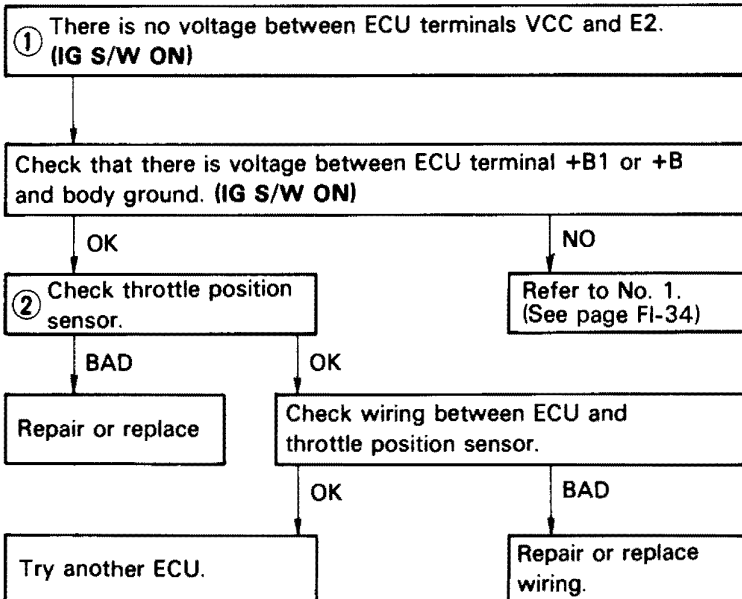 ① There is no voltage between ECU terminals VCC and E2.
(IG S/W ON)
Check that there is voltage between ECU terminal +B1 or +B
and body ground. (IG S/W ON)
OK
NO
② Check throttle position
sensor.
Refer to No. 1.
(See page FI-34)
BAD
OK
Repair or replace
Check wiring between ECU and
throttle position sensor.
OK
BAD
Try another ECU.
Repair or replace
wiring.